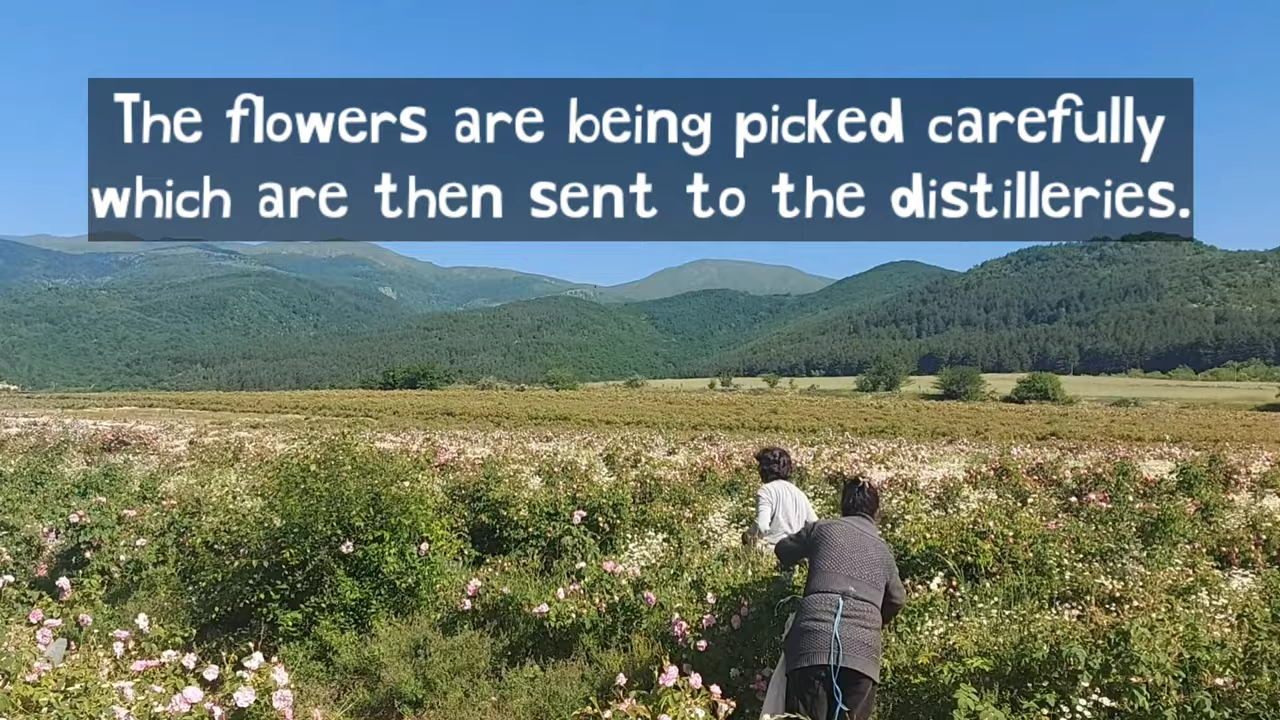 The flowers are being picked carefully
which are then sent to the distilleries.